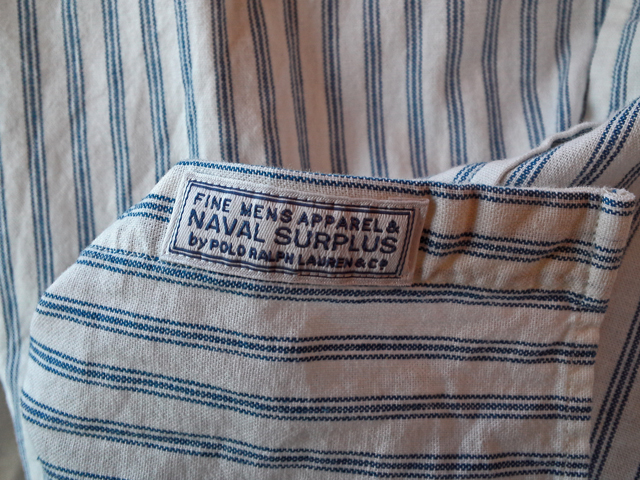 FINE MENS APPAREL &
NAVAL SURPLUS
by POLO RALPH LAUREN & Co